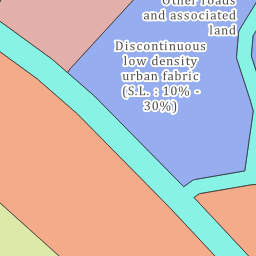 Other roads
and associated
land
Discontinuous
low density
urban fabric
(S.L. : 10% -
30%)